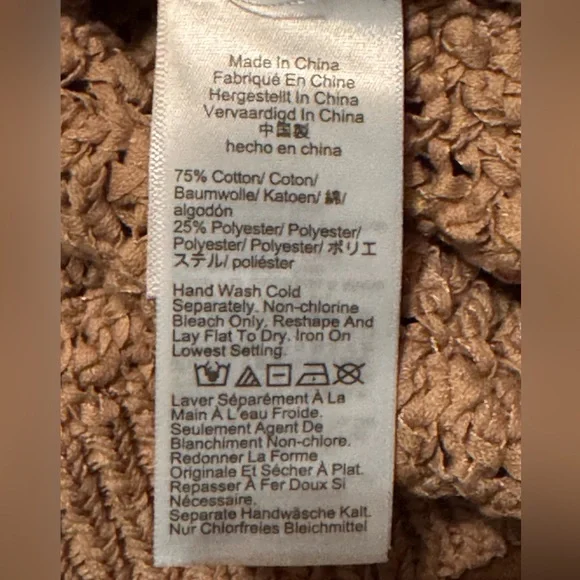 Made In China
Fabriqué En Chine
Hergestellt In China
Vervaardigd In China
中国製
hecho en china
75% Cotton/ Coton/
Baumwolle/ Katoen/ 綿/
algodón
25% Polyester/ Polyester/
Polyester/ Polyester/ ポリエ
ステル/ poliéster
Hand Wash Cold
Separately. Non-chlorine
Bleach Only. Reshape And
Lay Flat To Dry. Iron On
Lowest Setting.
Laver Séparément À La
Main À L'eau Froide.
Seulement Agent De
Blanchiment Non-chlore.
Redonner La Forme
Originale Et Sécher À Plat.
Repasser À Fer Doux Si
Nécessaire.
Separate Handwäsche Kalt.
Nur Chlorfreies Bleichmittel